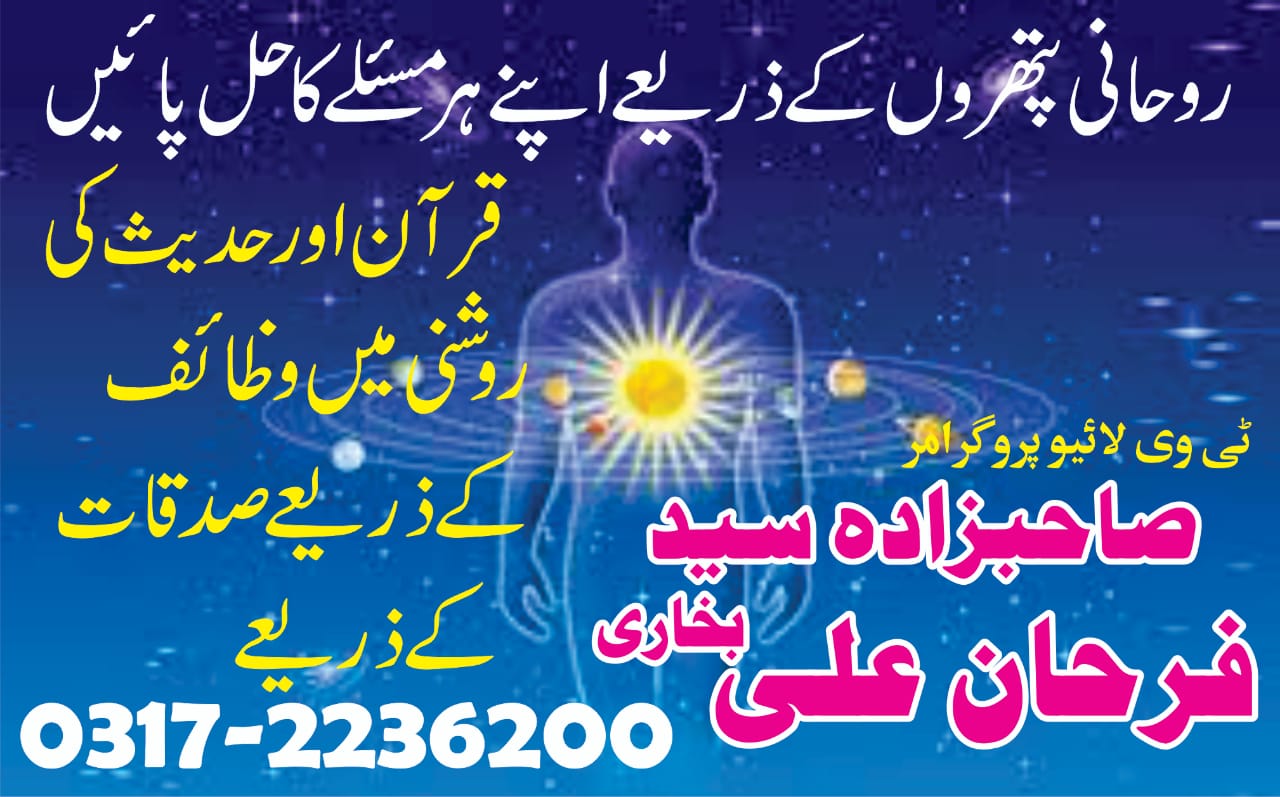 روحانی پتھروں کے ذریعے اپنے ہر مسئلے کا حل پائیں
قرآن اور حدیث کی
روشنی میں وظائف
کے ذریعے صدقات
کے ذریعے
0317-2236200
ٹی وی لائیو پروگرامر
صاحبزادہ سید
فرحان علی بخاری